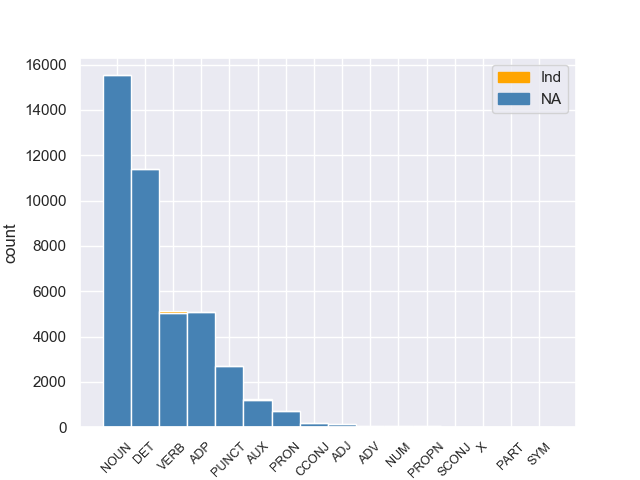 Ind
NA
16000
14000
12000
10000
8000
6000
4000
2000
0
count
NOUN
DET
VERB
ADP
PUNCT
AUX
PRON
CCONJ
ADJ
ADV
NUM
PROPN
SCONJ
X
PART
SYM